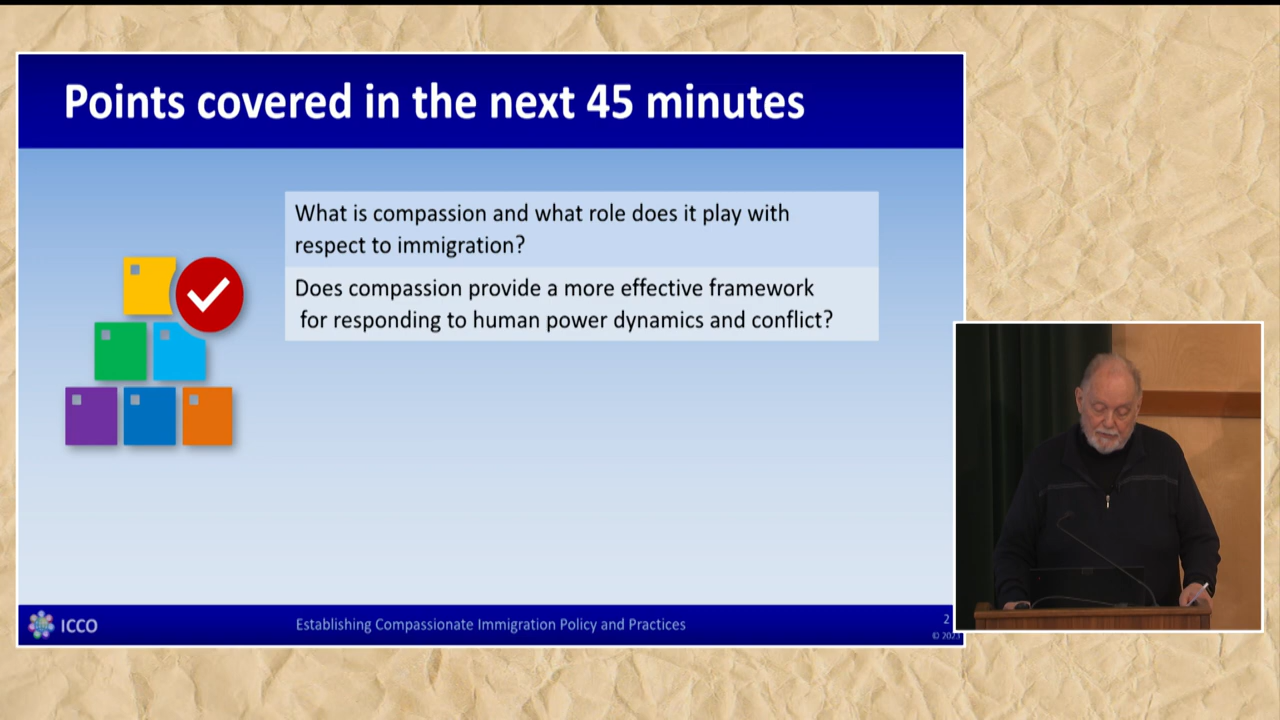 Points covered in the next 45 minutes
What is compassion and what role does it play with
respect to immigration?
Does compassion provide a more effective framework
for responding to human power dynamics and conflict?
ICCO
Establishing Compassionate Immigration Policy and Practices
2
© 2023